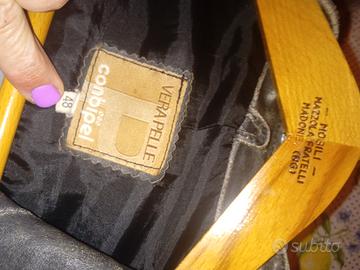 VERA PELLE
conbipel
48
— MOBILI —
MAZZOLA FRATELLI
MADONE (BG)
subito